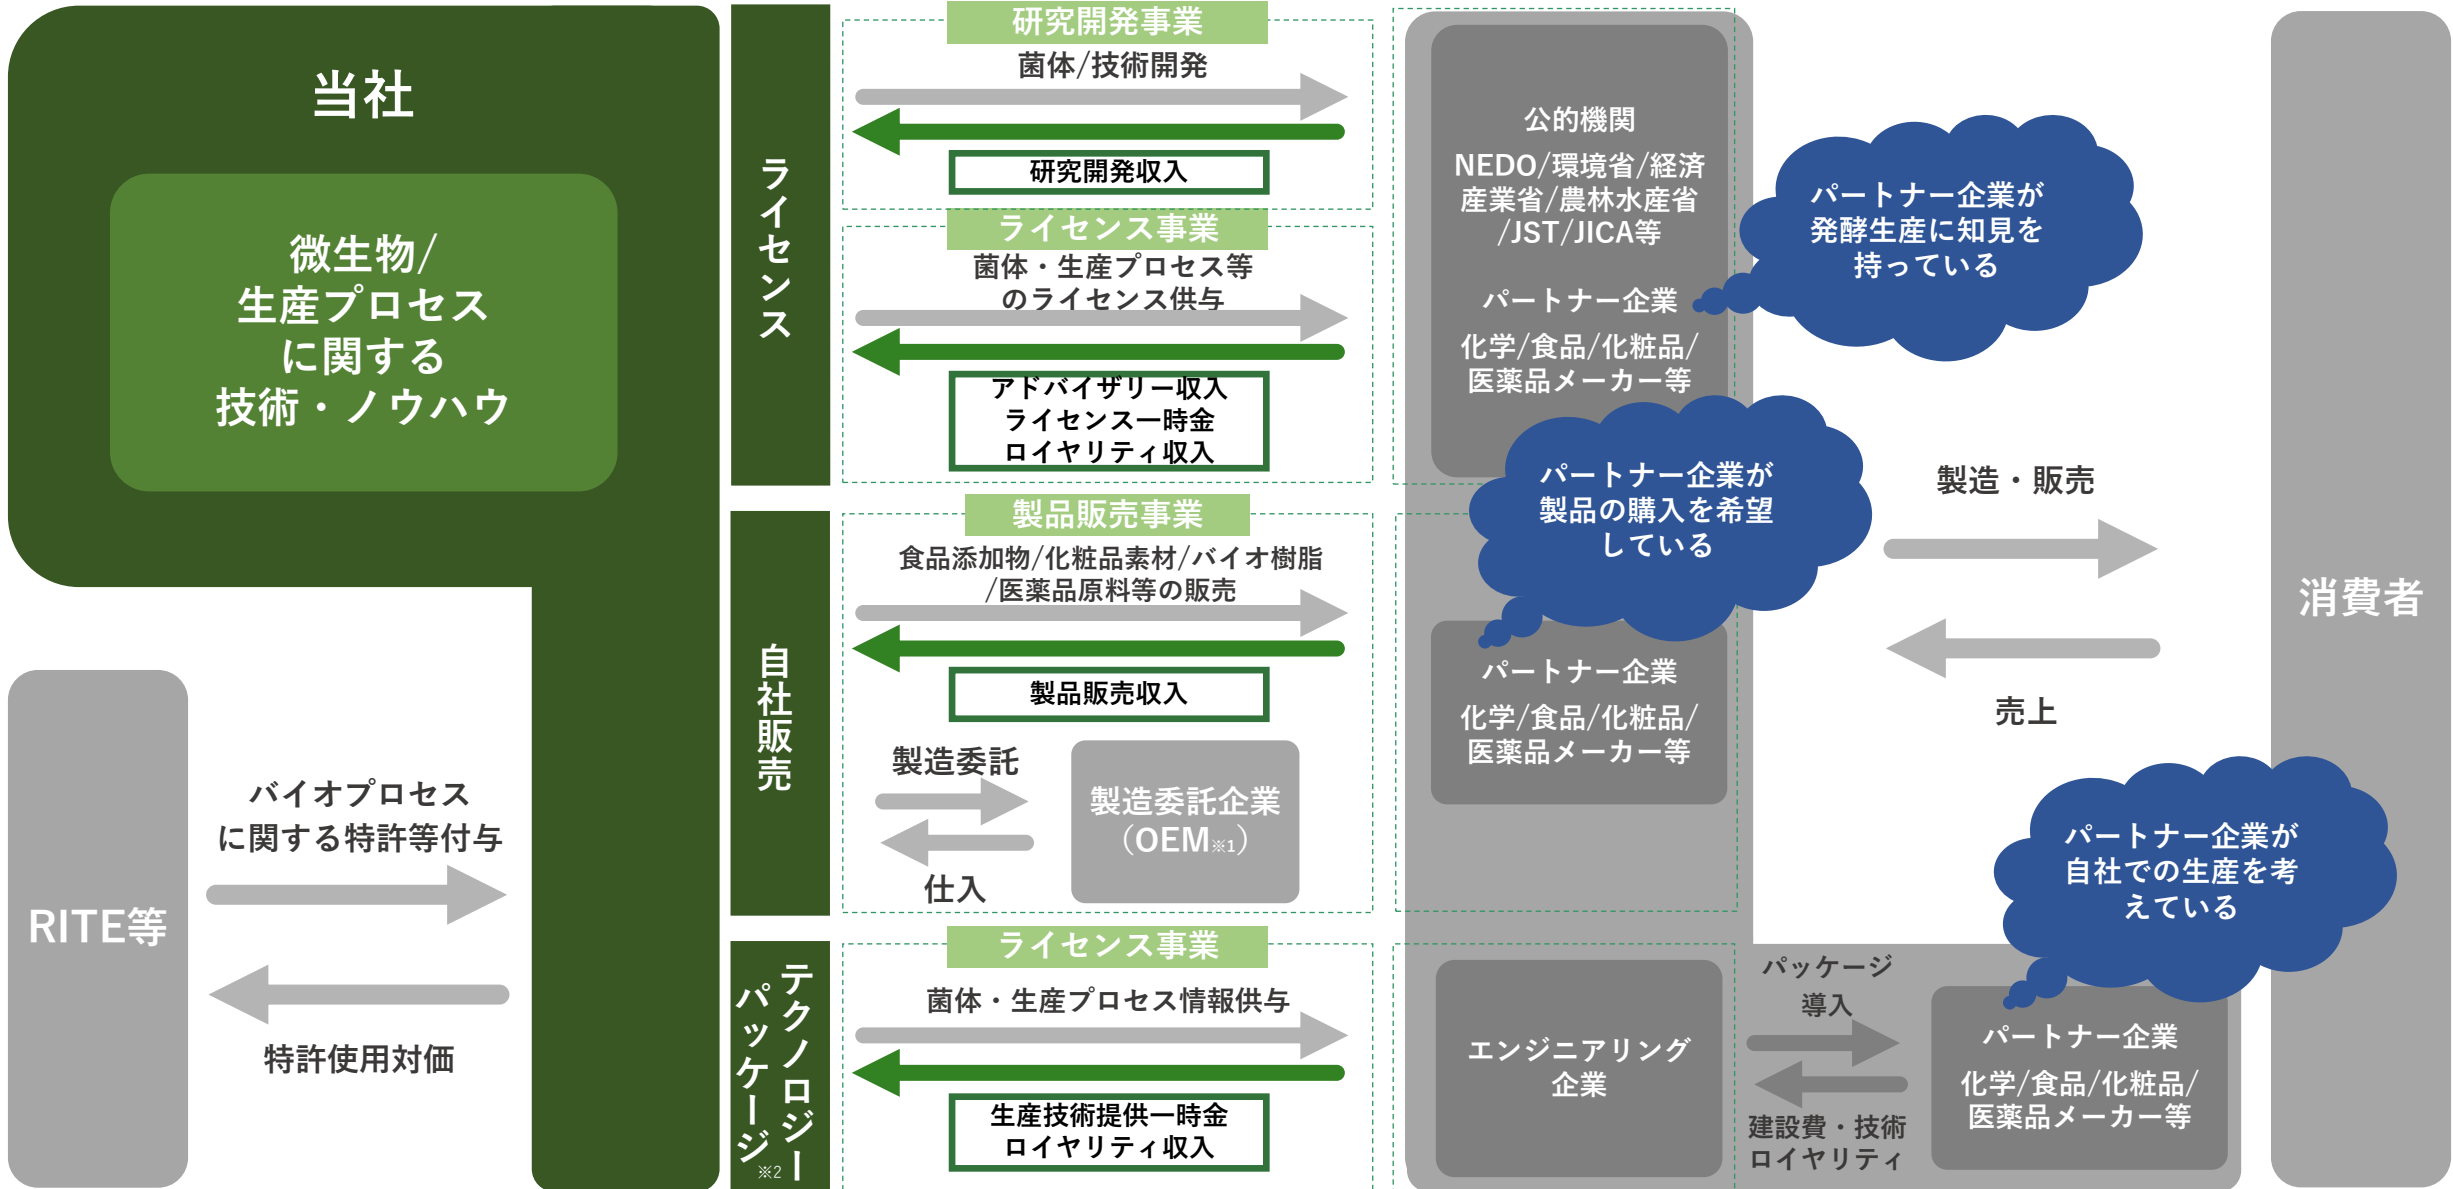 当社
微生物/
生産プロセス
に関する
技術・ノウハウ
RITE等
バイオプロセス
に関する特許等付与
特許使用対価
ライセンス
研究開発事業
菌体/技術開発
研究開発収入
ライセンス事業
菌体・生産プロセス等
のライセンス供与
アドバイザリー収入
ライセンス一時金
ロイヤリティ収入
公的機関
NEDO/環境省/経済
産業省/農林水産省
/JST/JICA等
パートナー企業
化学/食品/化粧品/
医薬品メーカー等
パートナー企業が
発酵生産に知見を
持っている
自社販売
製品販売事業
食品添加物/化粧品素材/バイオ樹脂
/医薬品原料等の販売
製品販売収入
製造委託
仕入
製造委託企業
（OEM※1）
パートナー企業が
製品の購入を希望
している
パートナー企業
化学/食品/化粧品/
医薬品メーカー等
製造・販売
売上
消費者
テクノロジー
パッケージ※2
ライセンス事業
菌体・生産プロセス情報供与
生産技術提供一時金
ロイヤリティ収入
エンジニアリング
企業
パッケージ
導入
建設費・技術
ロイヤリティ
パートナー企業が
自社での生産を考
えている
パートナー企業
化学/食品/化粧品/
医薬品メーカー等